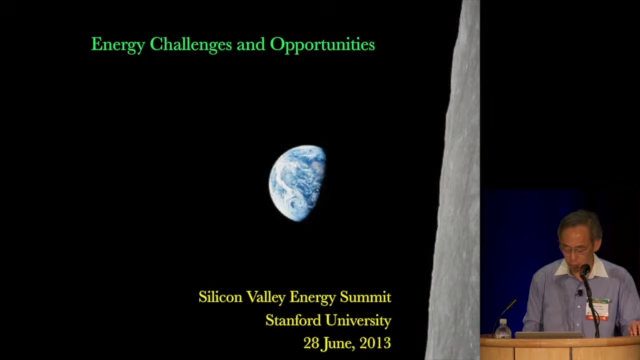 Energy Challenges and Opportunities
Silicon Valley Energy Summit
Stanford University
28 June, 2013